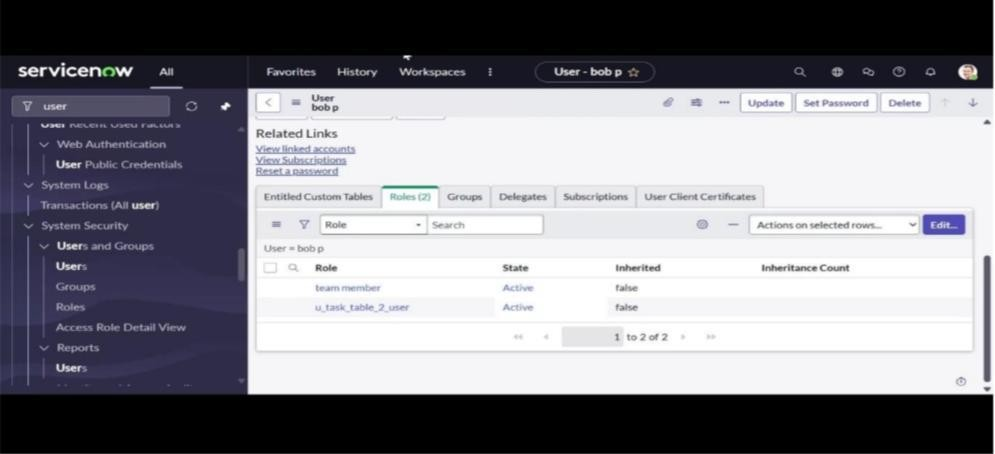 servicenow All Favorites History Workspaces User - bob p
user
User bob p
Update Set Password Delete
User Recent Used Factors
Web Authentication
User Public Credentials
System Logs
Transactions (All user)
System Security
Users and Groups
Users
Groups
Roles
Access Role Detail View
Reports
Users
Related Links
View linked accounts
View Subscriptions
Reset a password
Entitled Custom Tables Roles (2) Groups Delegates Subscriptions User Client Certificates
Role Search Actions on selected rows... Edit...
User = bob p
Role State Inherited Inheritance Count
team member Active false
u_task_table_2_user Active false
1 to 2 of 2